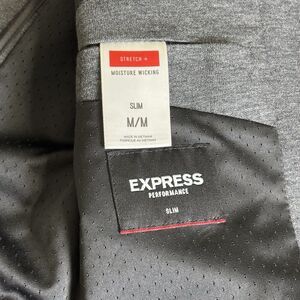 STRETCH +
MOISTURE WICKING
SLIM
M/M
MADE IN VIETNAM
FABRIQUÉ AU VIETNAM
EXPRESS
PERFORMANCE
SLIM